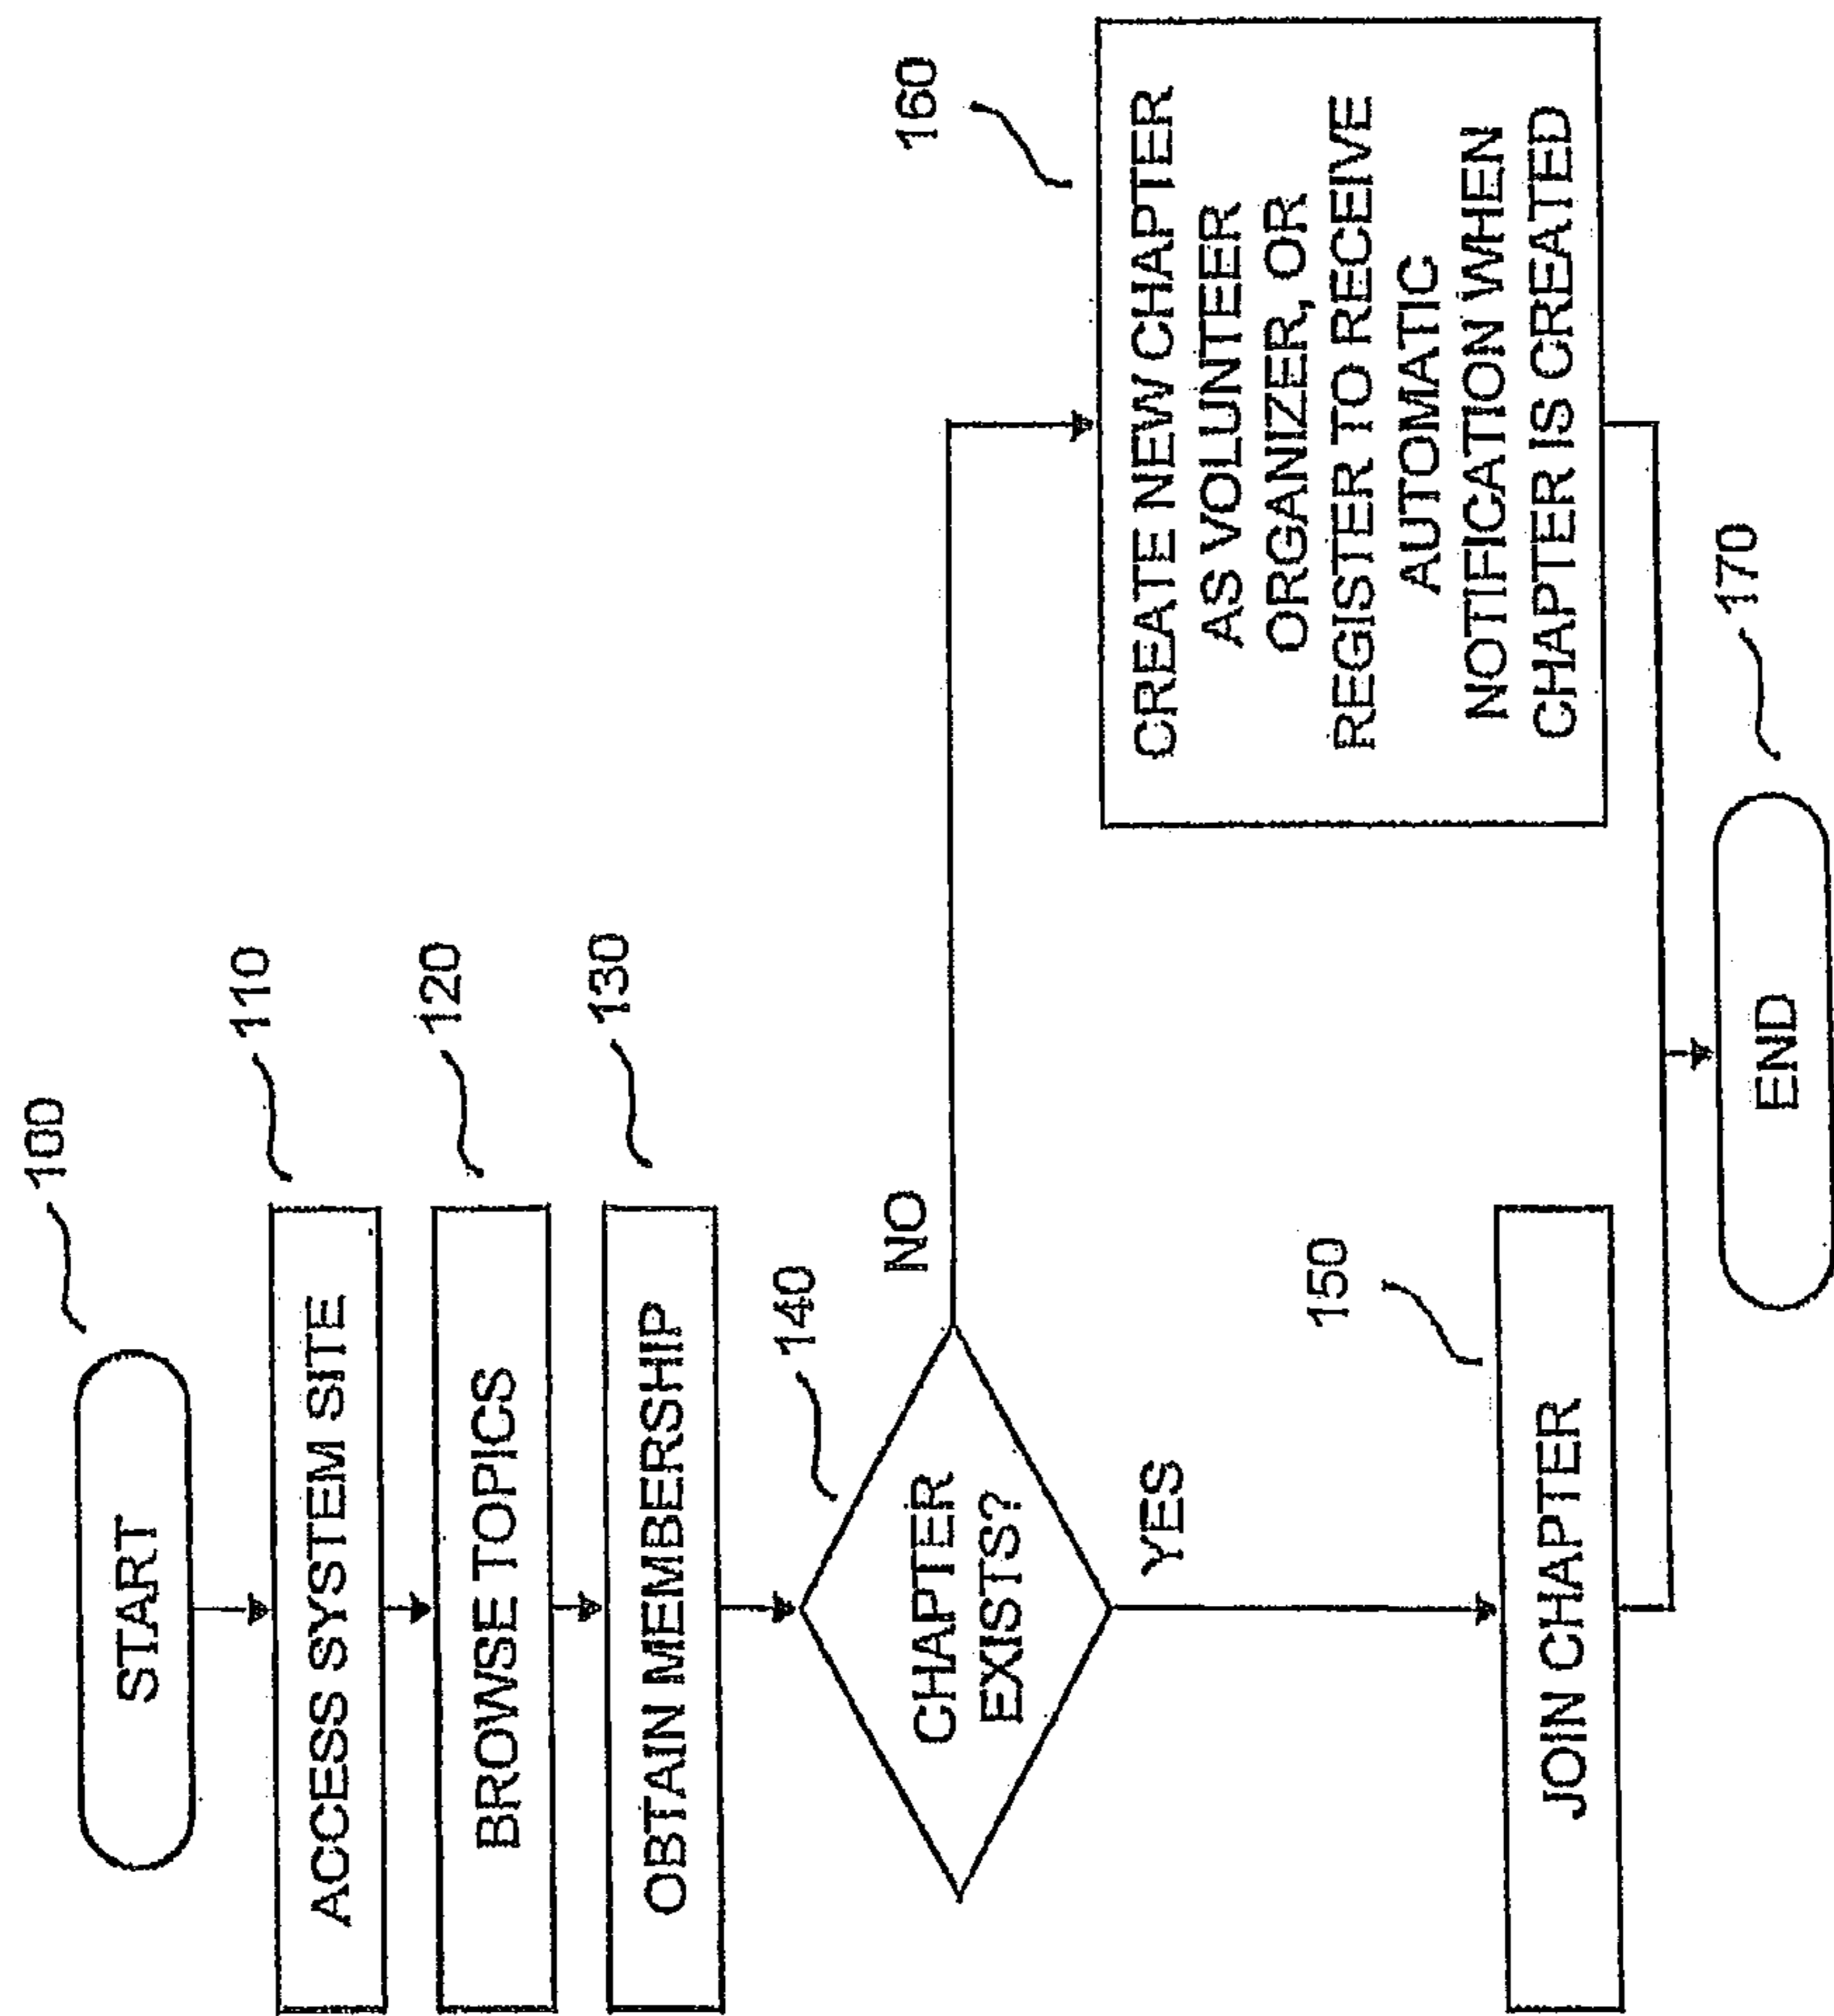 START
100
ACCESS SYSTEM SITE
110
BROWSE TOPICS
120
OBTAIN MEMBERSHIP
130
140
CHAPTER
EXISTS?
NO
YES
160
CREATE NEW CHAPTER
AS VOLUNTEER
ORGANIZER, OR
REGISTER TO RECEIVE
AUTOMATIC
NOTIFICATION WHEN
CHAPTER IS CREATED
150
JOIN CHAPTER
170
END